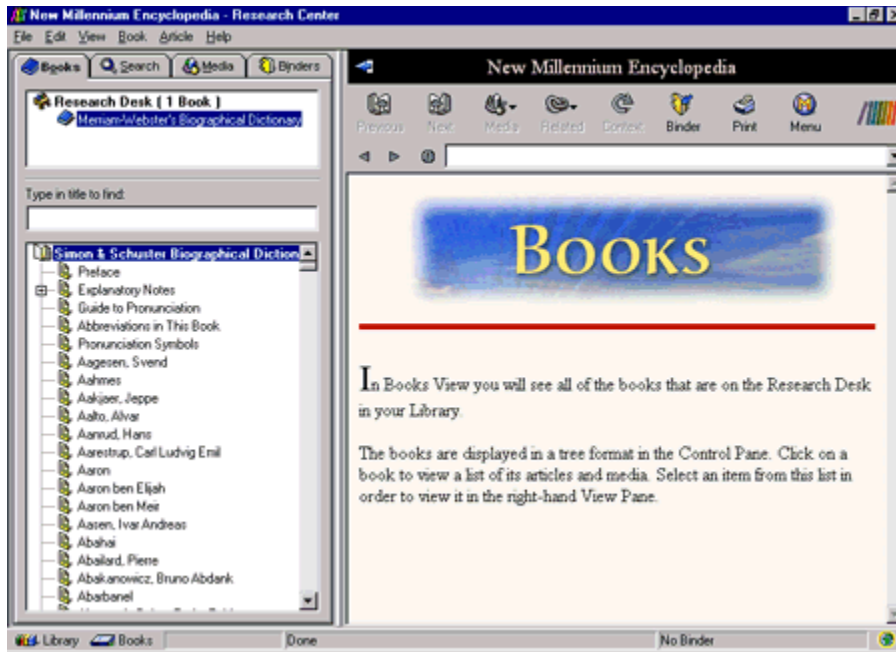 New Millennium Encyclopedia - Research Center
File Edit View Book Article Help
Books Search Media Binders
Research Desk ( 1 Book )
Merriam-Webster's Biographical Dictionary
Type in title to find:
Simon & Schuster Biographical Diction
Preface
Explanatory Notes
Guide to Pronunciation
Abbreviations in This Book
Pronunciation Symbols
Aagesen, Svend
Aahmes
Aakjaer, Jeppe
Aalto, Alvar
Aanrud, Hans
Aarestrup, Carl Ludvig Emil
Aaron
Aaron ben Elijah
Aaron ben Meir
Aasen, Ivar Andreas
Abahai
Abailard, Pierre
Abakanowicz, Bruno Abdank
Abarbanel
New Millennium Encyclopedia
Previous Next Media Related Context Binder Print Menu
BOOKS
In Books View you will see all of the books that are on the Research Desk
in your Library.
The books are displayed in a tree format in the Control Pane. Click on a
book to view a list of its articles and media. Select an item from this list in
order to view it in the right-hand View Pane.
Library Books Done No Binder